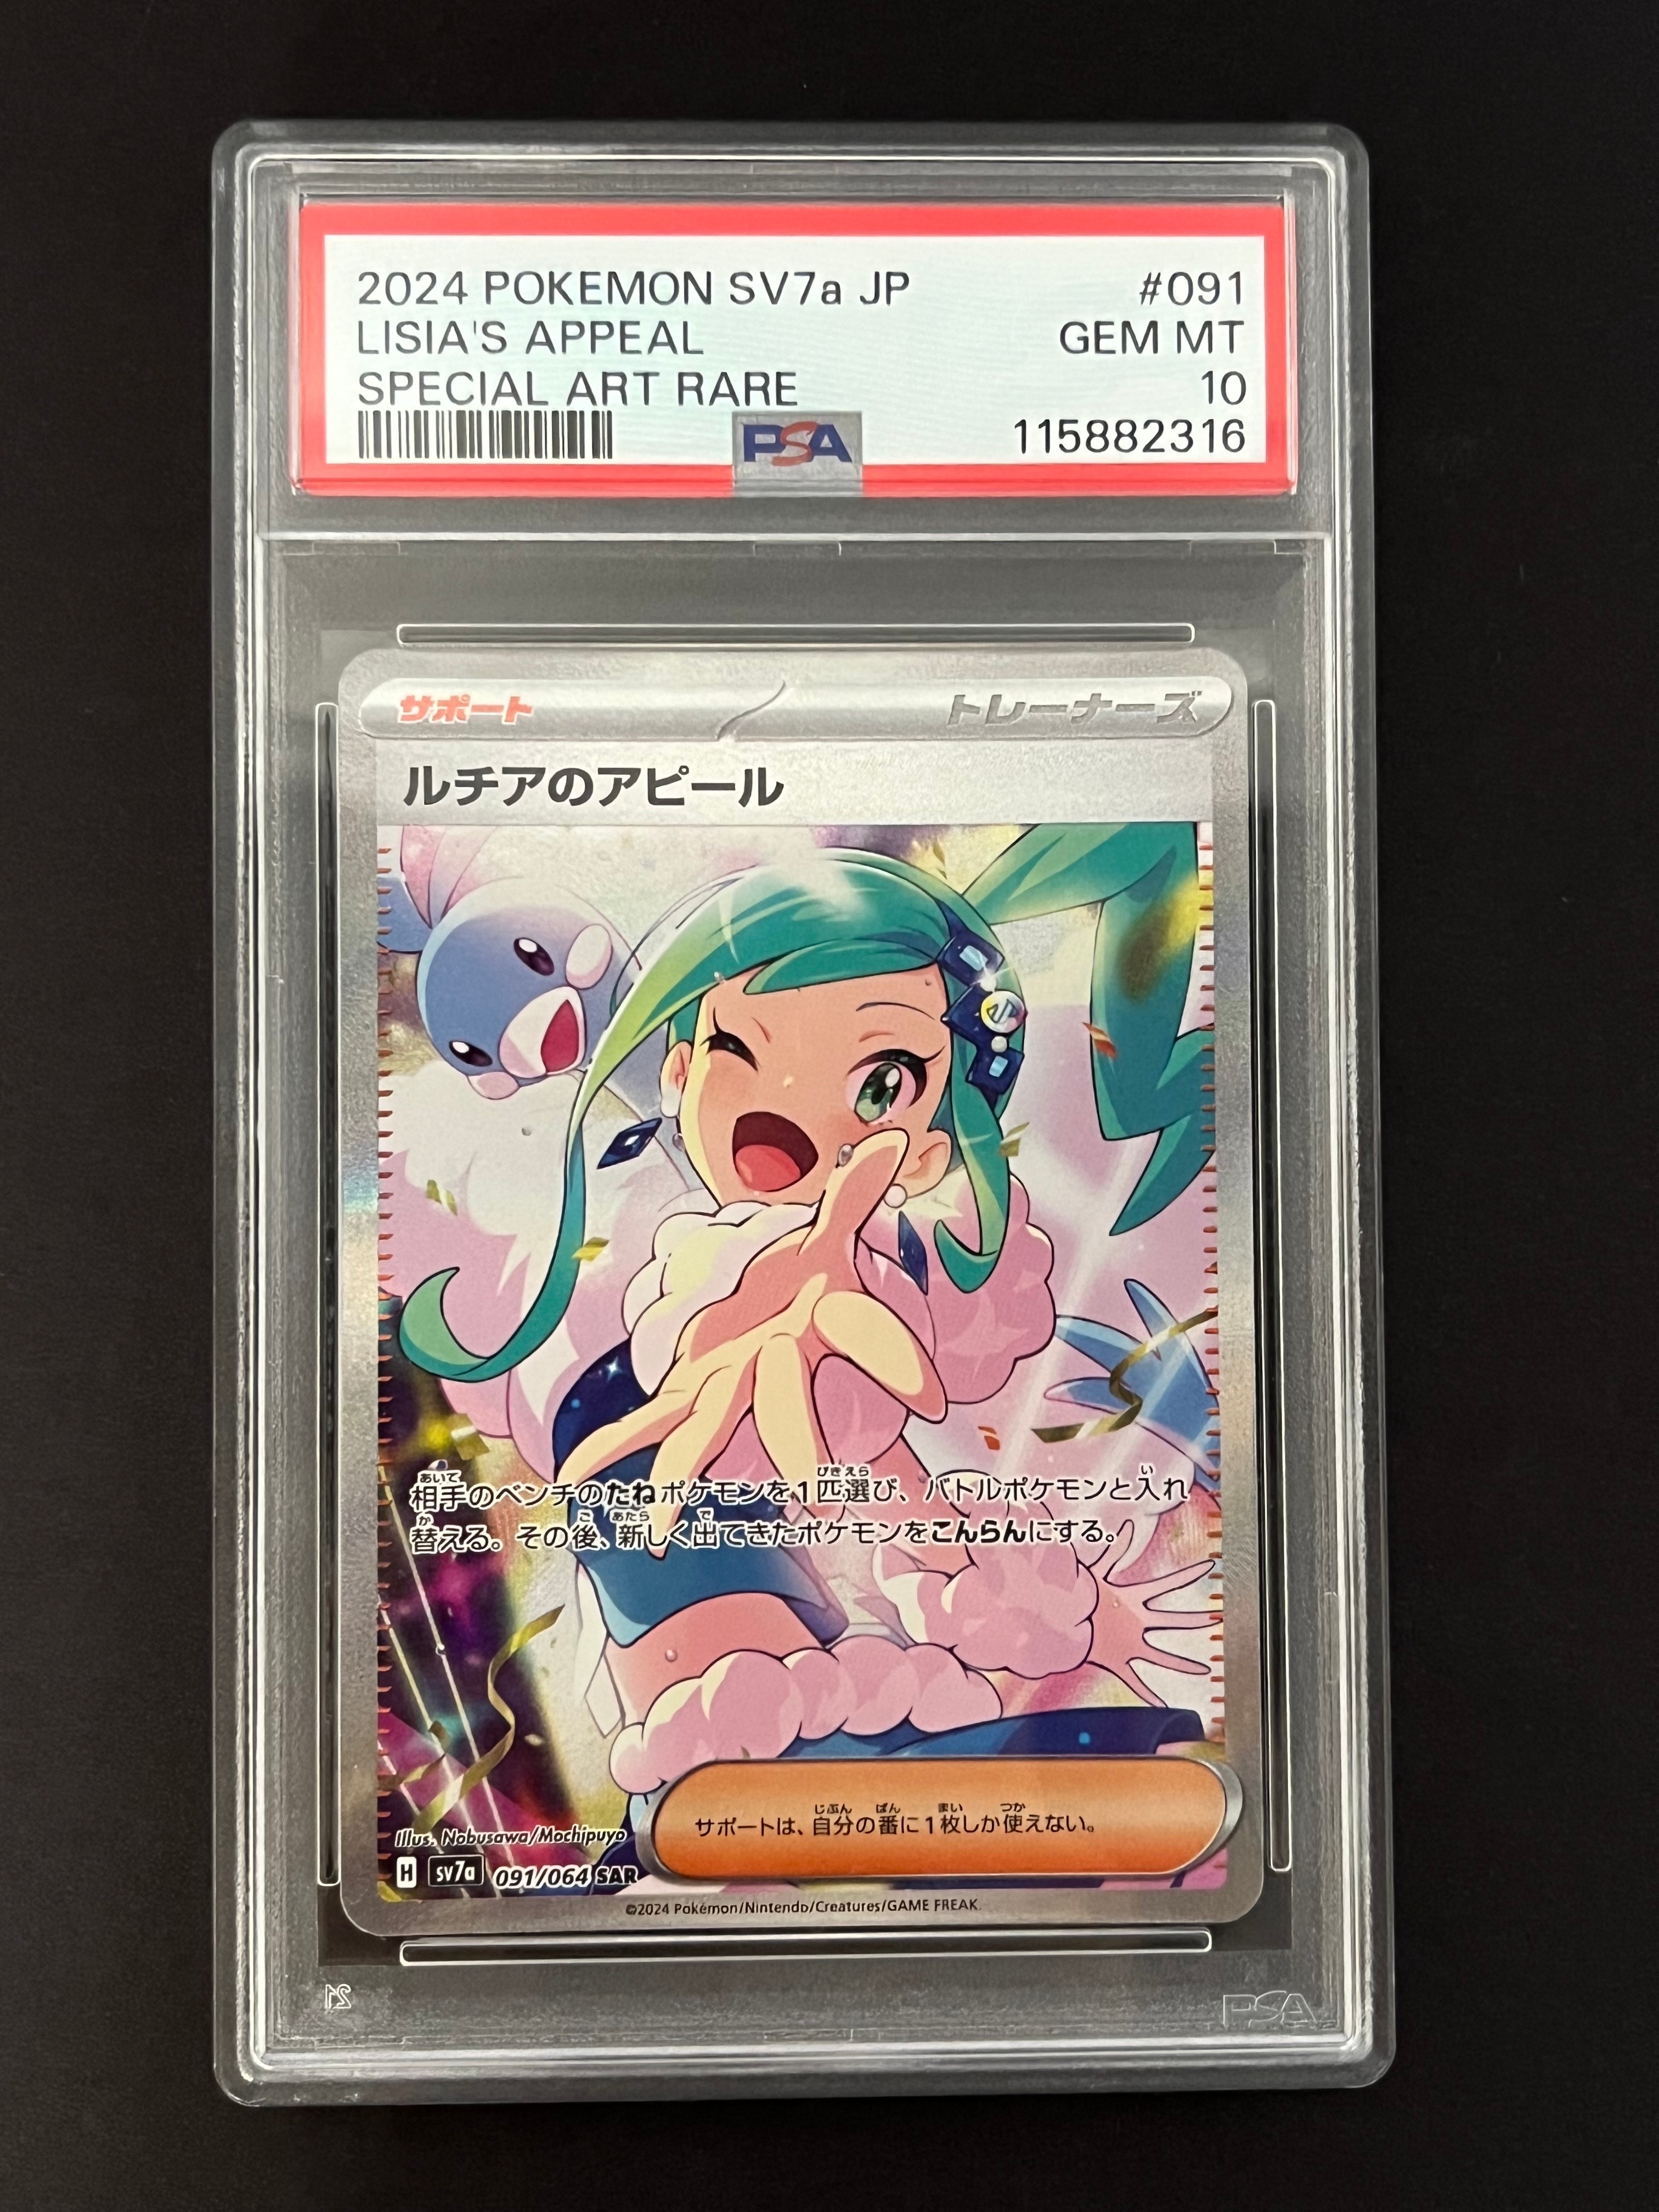 2024 POKEMON SV7a JP #091
LISIA'S APPEAL GEM MT
SPECIAL ART RARE 10
PSA 115882316
サポート トレーナーズ
ルチアのアピール
相手のベンチのたねポケモンを1匹選び、バトルポケモンと入れ
替える。その後、新しく出てきたポケモンをこんらんにする。
サポートは、自分の番に1枚しか使えない。
Illus. Nobusawa/Mochipuyo
H sv7a 091/064 SAR
©2024 Pokémon/Nintendo/Creatures/GAME FREAK.
PSA